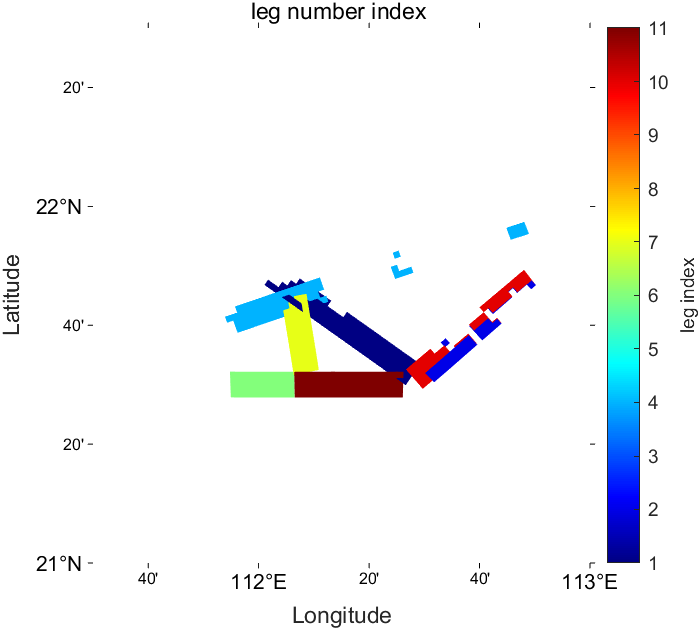 leg number index
20'
22°N
40'
20'
21°N
Latitude
40'
112°E
20'
40'
113°E
Longitude
11
10
9
8
7
6
5
4
3
2
1
leg index